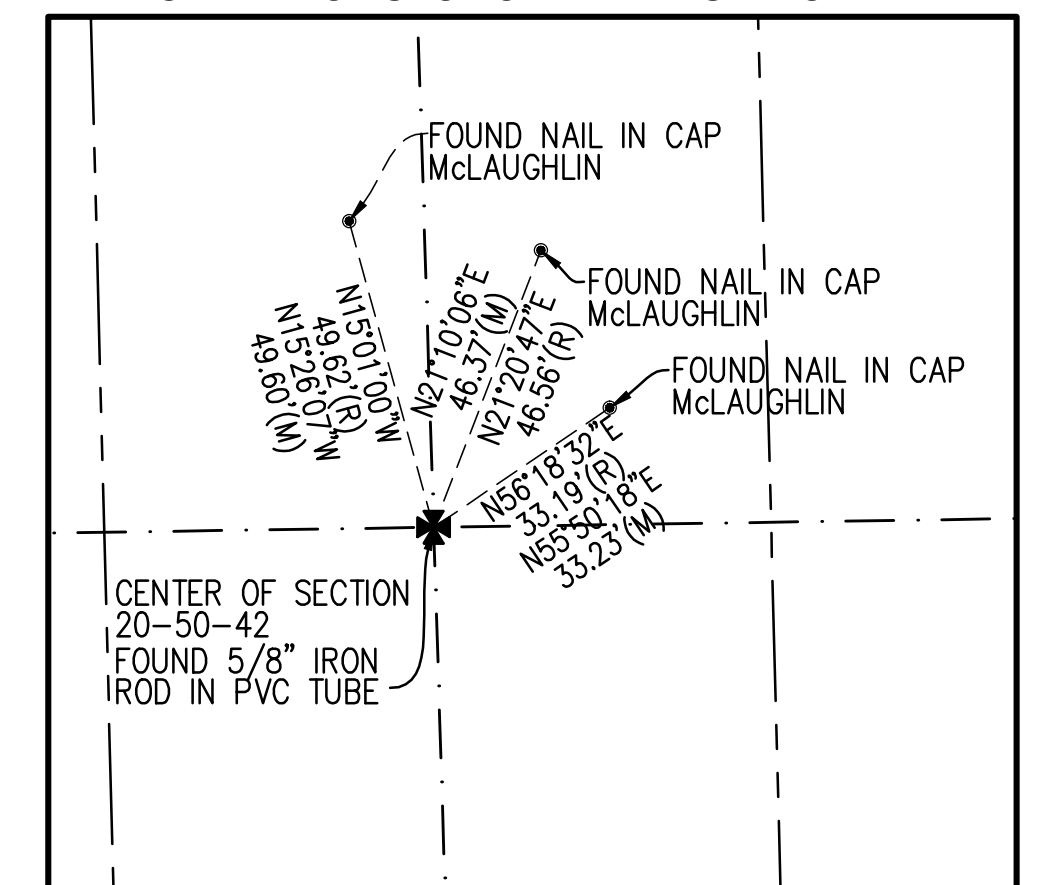 FOUND NAIL IN CAP
McLAUGHLIN
FOUND NAIL IN CAP
McLAUGHLIN
FOUND NAIL IN CAP
McLAUGHLIN
N15°01'00"W
49.62'(R)
N15°26'07"W
49.60'(M)
N21°10'06"E
46.37'(M)
N21°20'47"E
46.56'(R)
N56°18'32"E
33.19'(R)
N55°50'18"E
33.23'(M)
CENTER OF SECTION
20-50-42
FOUND 5/8" IRON
ROD IN PVC TUBE